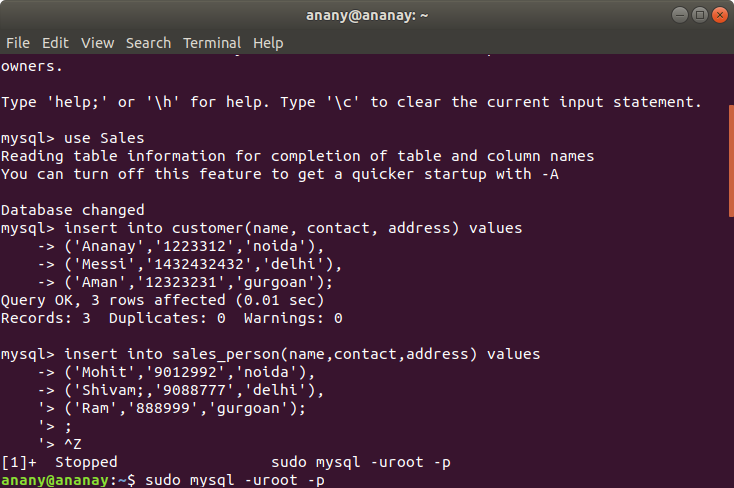 anany@ananay: ~
File Edit View Search Terminal Help
owners.
Type 'help;' or '\h' for help. Type '\c' to clear the current input statement.
mysql> use Sales
Reading table information for completion of table and column names
You can turn off this feature to get a quicker startup with -A
Database changed
mysql> insert into customer(name, contact, address) values
    -> ('Ananay','1223312','noida'),
    -> ('Messi','1432432432','delhi'),
    -> ('Aman','12323231','gurgoan');
Query OK, 3 rows affected (0.01 sec)
Records: 3  Duplicates: 0  Warnings: 0
mysql> insert into sales_person(name,contact,address) values
    -> ('Mohit','9012992','noida'),
    -> ('Shivam;,'9088777','delhi'),
    '> ('Ram','888999','gurgoan');
    '> ;
    '> ^Z
[1]+  Stopped                 sudo mysql -uroot -p
anany@ananay:~$ sudo mysql -uroot -p